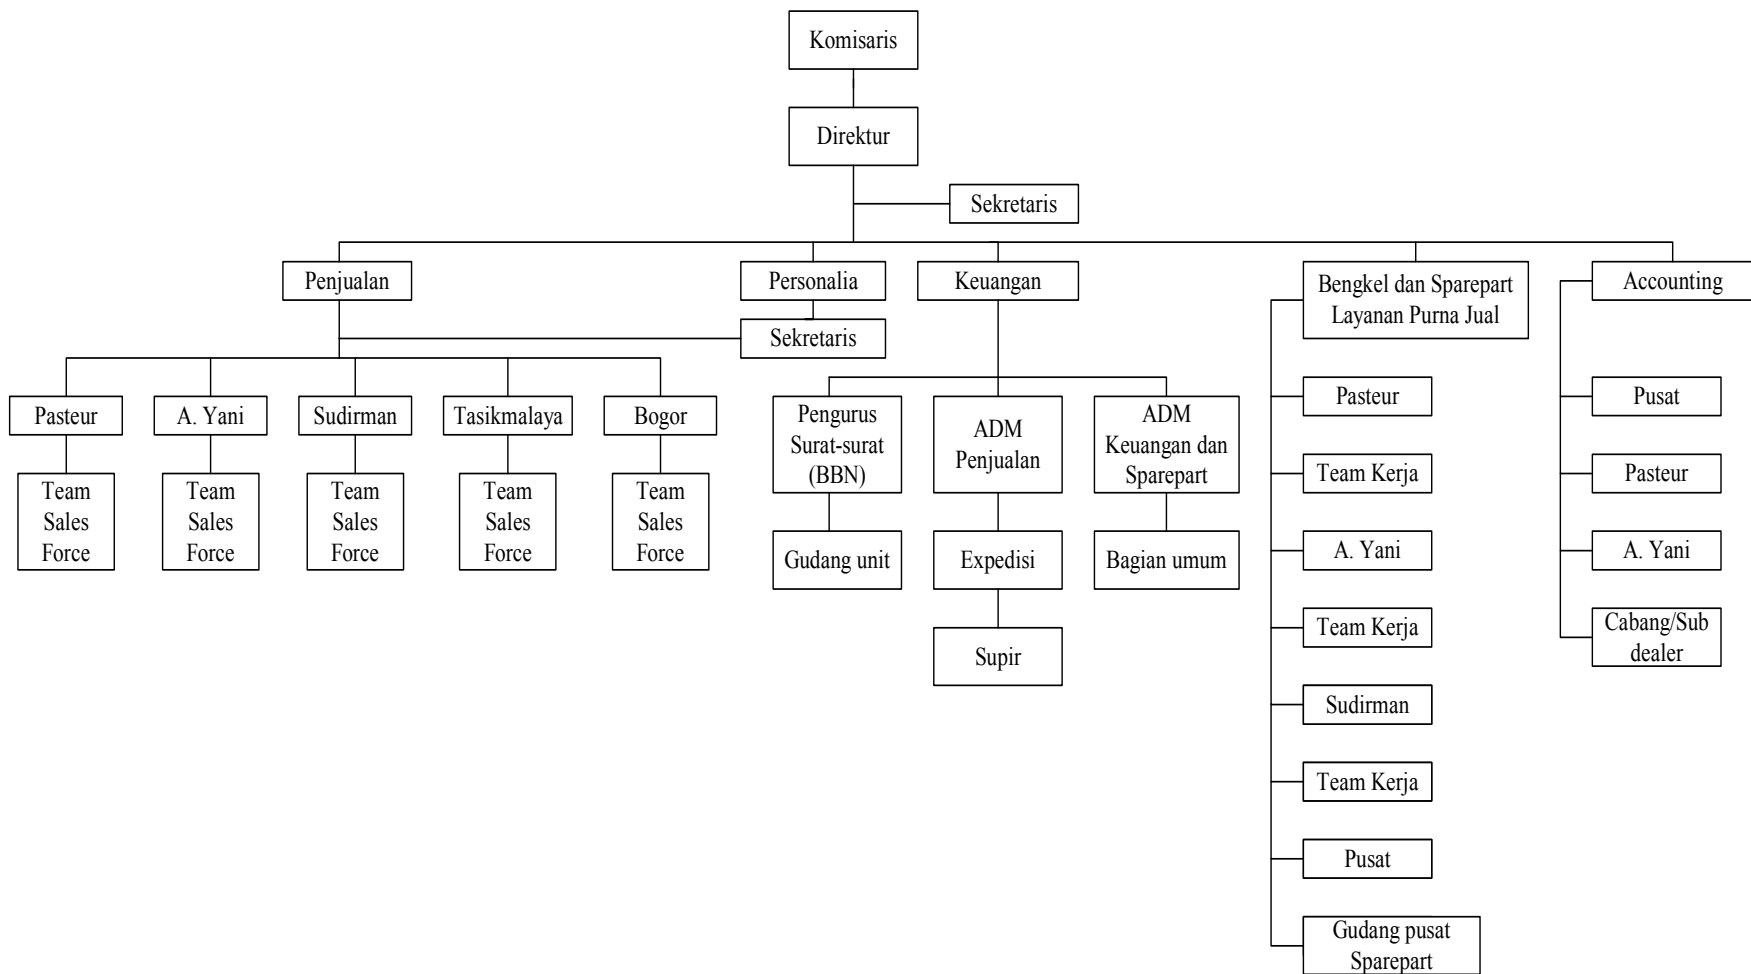 Komisaris
Direktur
Sekretaris
Penjualan
Personalia
Keuangan
Bengkel dan Sparepart
Layanan Purna Jual
Accounting
Sekretaris
Pasteur
A. Yani
Sudirman
Tasikmalaya
Bogor
Team
Sales
Force
Team
Sales
Force
Team
Sales
Force
Team
Sales
Force
Team
Sales
Force
Pengurus
Surat-surat
(BBN)
ADM
Penjualan
ADM
Keuangan dan
Sparepart
Gudang unit
Expedisi
Bagian umum
Supir
Pasteur
Team Kerja
A. Yani
Team Kerja
Sudirman
Team Kerja
Pusat
Gudang pusat
Sparepart
Pusat
Pasteur
A. Yani
Cabang/Sub
dealer